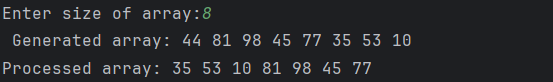 Enter size of array:8
Generated array: 44 81 98 45 77 35 53 10
Processed array: 35 53 10 81 98 45 77